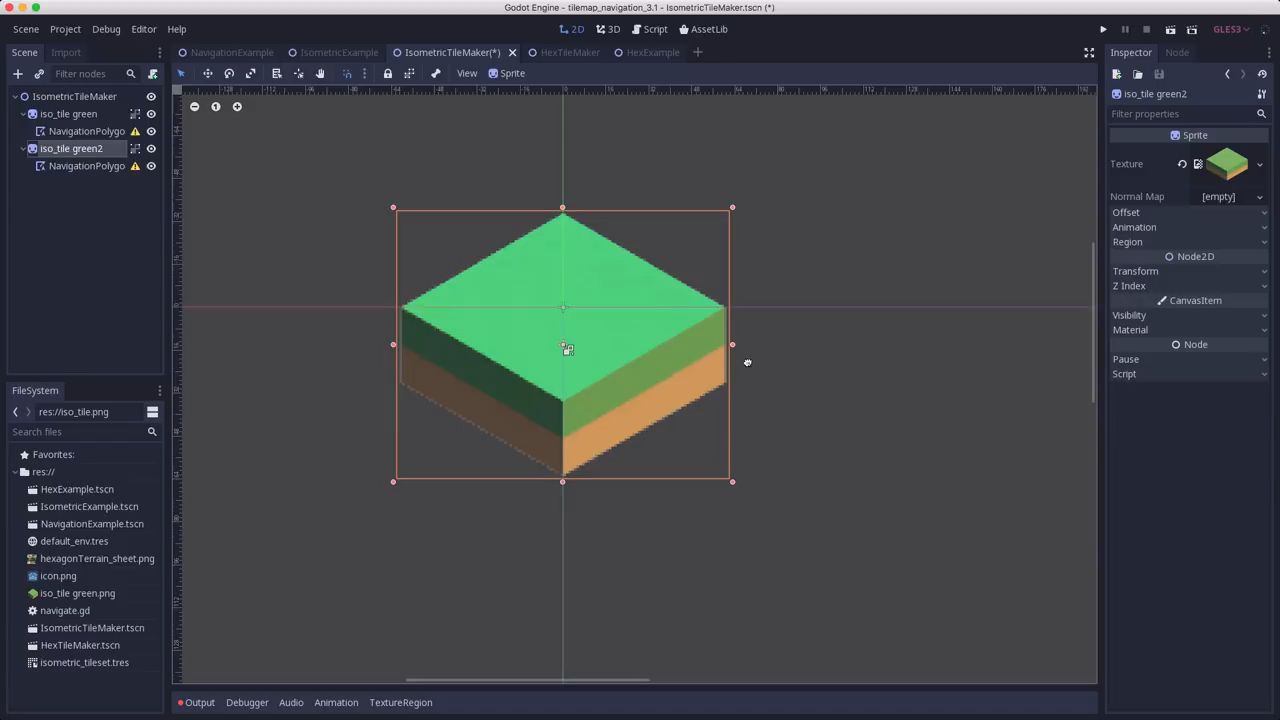 Godot Engine - tilemap_navigation_3.1 - IsometricTileMaker.tscn (*)
Scene Project Debug Editor Help
2D 3D Script AssetLib
GLES3
Scene Import
NavigationExample IsometricExample IsometricTileMaker(*) HexTileMaker HexExample
Inspector Node
Filter nodes
View Sprite
IsometricTileMaker
iso_tile green
NavigationPolygo
iso_tile green2
NavigationPolygo
iso_tile green2
Filter properties
Sprite
Texture
Normal Map [empty]
Offset
Animation
Region
Node2D
Transform
Z Index
CanvasItem
Visibility
Material
Node
Pause
Script
FileSystem
res://iso_tile.png
Search files
Favorites:
res://
HexExample.tscn
IsometricExample.tscn
NavigationExample.tscn
default_env.tres
hexagonTerrain_sheet.png
icon.png
iso_tile green.png
navigate.gd
IsometricTileMaker.tscn
HexTileMaker.tscn
isometric_tileset.tres
Output Debugger Audio Animation TextureRegion